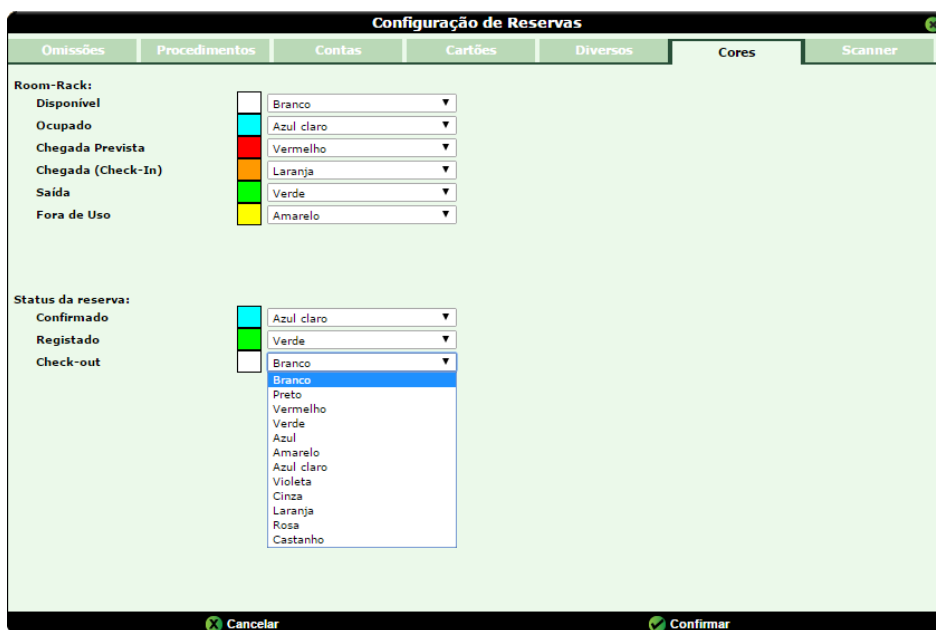 Configuração de Reservas
Omissões Procedimentos Contas Cartões Diversos Cores Scanner
Room-Rack:
Disponível Branco
Ocupado Azul claro
Chegada Prevista Vermelho
Chegada (Check-In) Laranja
Saída Verde
Fora de Uso Amarelo
Status da reserva:
Confirmado Azul claro
Registado Verde
Check-out Branco
Branco
Preto
Vermelho
Verde
Azul
Amarelo
Azul claro
Violeta
Cinza
Laranja
Rosa
Castanho
Cancelar Confirmar